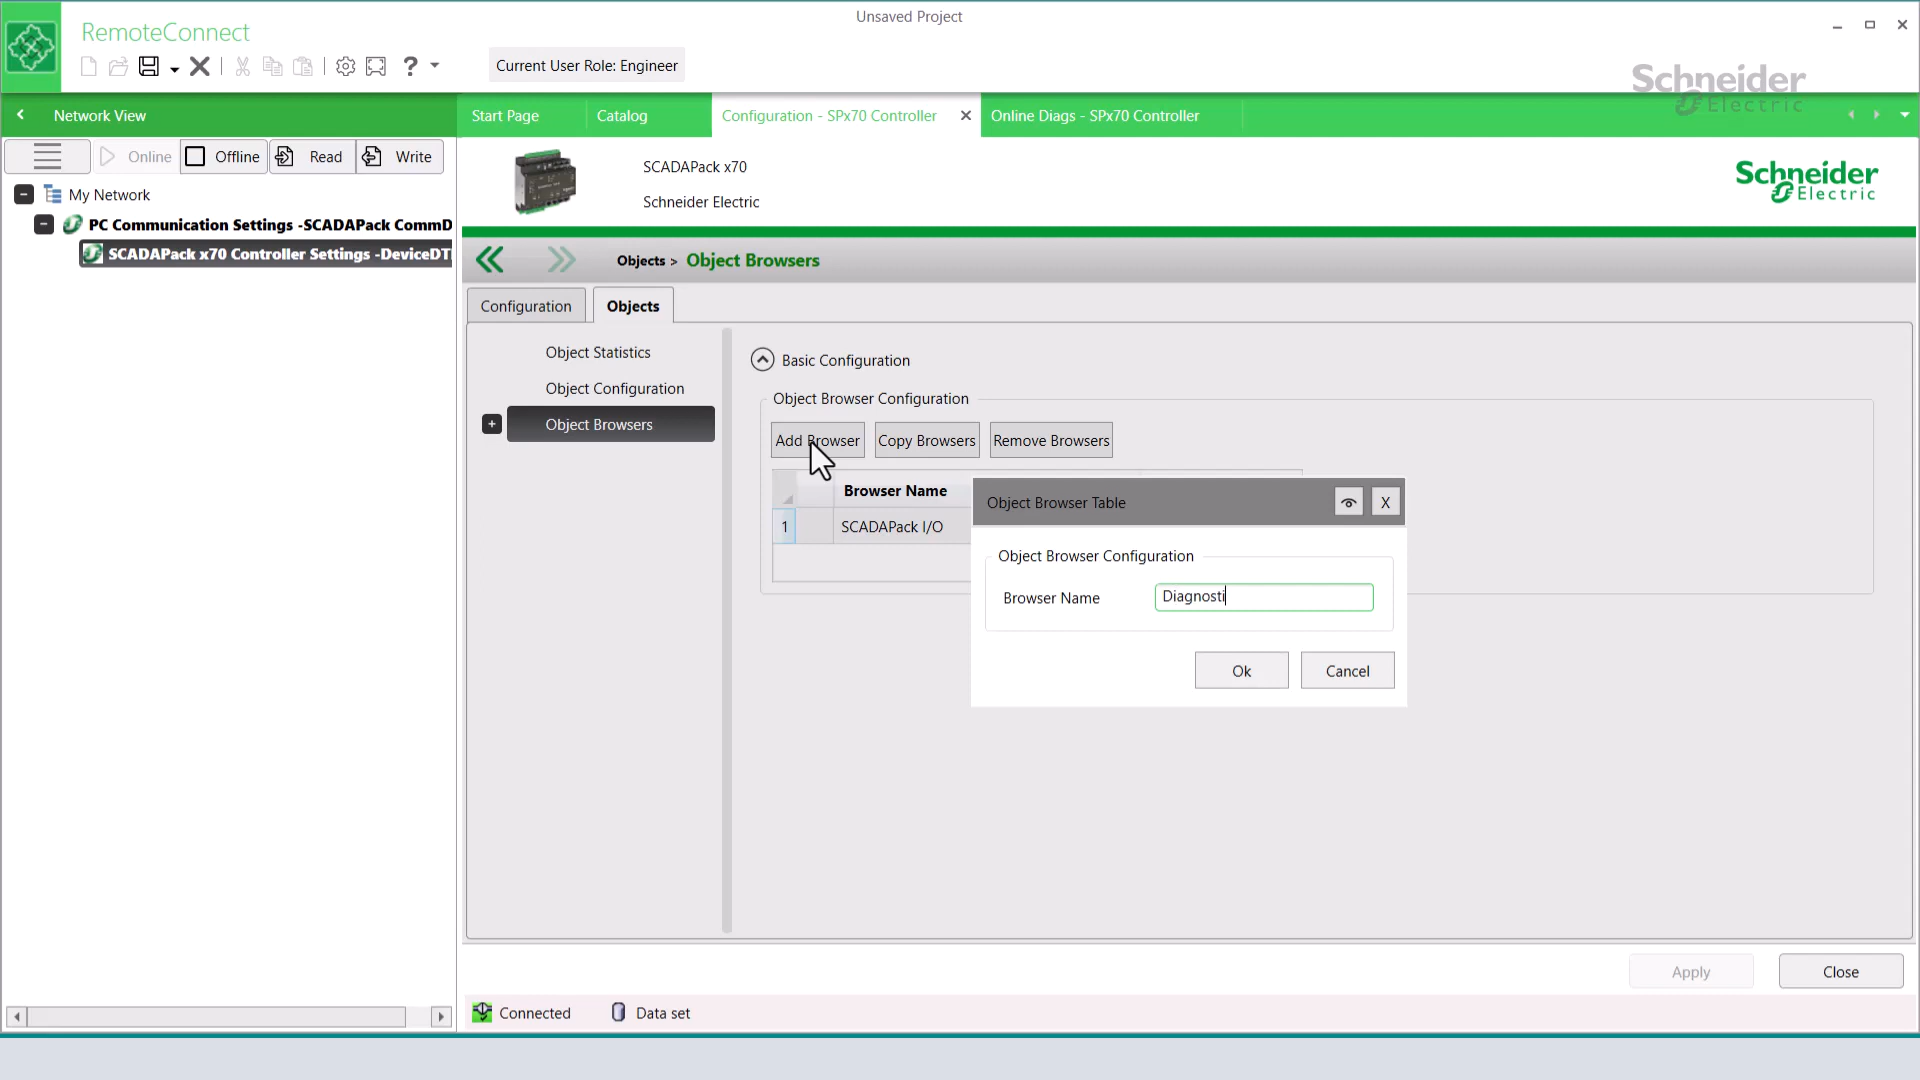 Unsaved Project
RemoteConnect
Current User Role: Engineer
Schneider Electric
Network View
Start Page
Catalog
Configuration - SPx70 Controller
Online Diags - SPx70 Controller
Online
Offline
Read
Write
My Network
PC Communication Settings -SCADAPack CommD
SCADAPack x70 Controller Settings -DeviceDT
SCADAPack x70
Schneider Electric
Schneider Electric
Objects > Object Browsers
Configuration
Objects
Object Statistics
Object Configuration
Object Browsers
Basic Configuration
Object Browser Configuration
Add Browser
Copy Browsers
Remove Browsers
Browser Name
1
SCADAPack I/O
Object Browser Table
X
Object Browser Configuration
Browser Name
Diagnosti
Ok
Cancel
Apply
Close
Connected
Data set